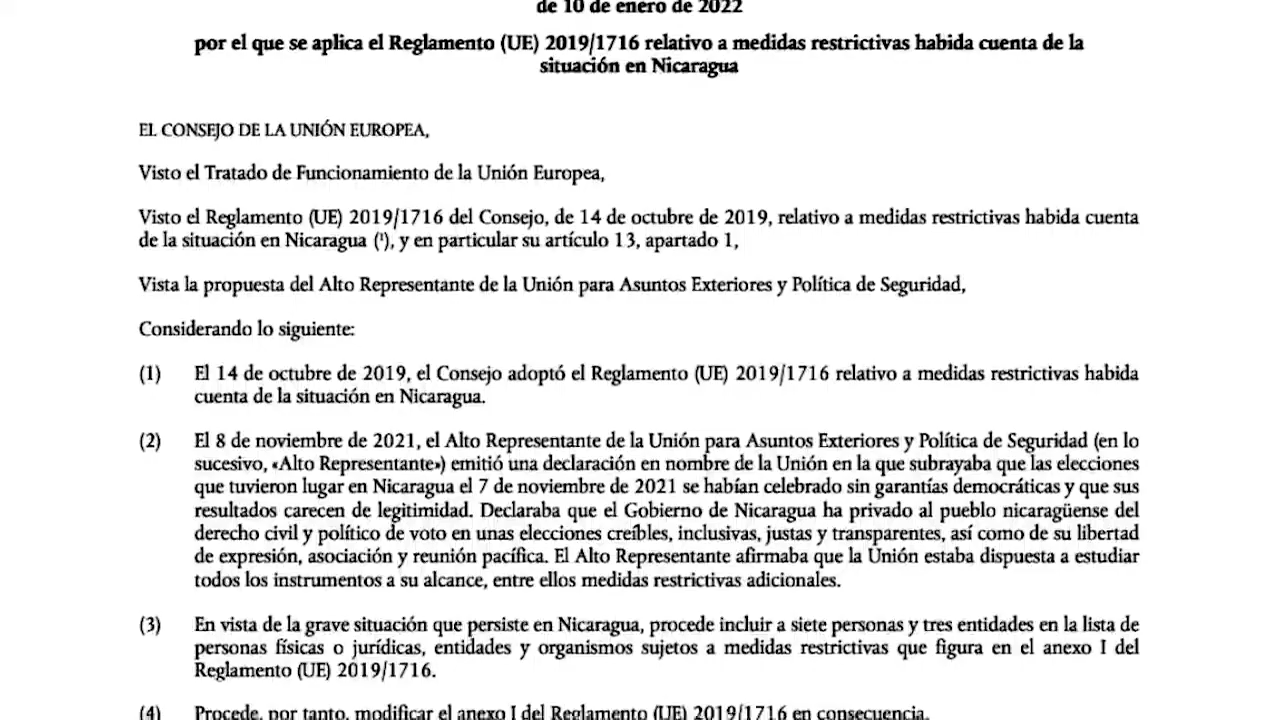 de 10 de enero de 2022
por el que se aplica el Reglamento (UE) 2019/1716 relativo a medidas restrictivas habida cuenta de la
situación en Nicaragua
EL CONSEJO DE LA UNIÓN EUROPEA,
Visto el Tratado de Funcionamiento de la Unión Europea,
Visto el Reglamento (UE) 2019/1716 del Consejo, de 14 de octubre de 2019, relativo a medidas restrictivas habida cuenta
de la situación en Nicaragua (¹), y en particular su artículo 13, apartado 1,
Vista la propuesta del Alto Representante de la Unión para Asuntos Exteriores y Política de Seguridad,
Considerando lo siguiente:
(1) El 14 de octubre de 2019, el Consejo adoptó el Reglamento (UE) 2019/1716 relativo a medidas restrictivas habida
cuenta de la situación en Nicaragua.
(2) El 8 de noviembre de 2021, el Alto Representante de la Unión para Asuntos Exteriores y Política de Seguridad (en lo
sucesivo, «Alto Representante») emitió una declaración en nombre de la Unión en la que subrayaba que las elecciones
que tuvieron lugar en Nicaragua el 7 de noviembre de 2021 se habían celebrado sin garantías democráticas y que sus
resultados carecen de legitimidad. Declaraba que el Gobierno de Nicaragua ha privado al pueblo nicaragüense del
derecho civil y político de voto en unas elecciones creíbles, inclusivas, justas y transparentes, así como de su libertad
de expresión, asociación y reunión pacífica. El Alto Representante afirmaba que la Unión estaba dispuesta a estudiar
todos los instrumentos a su alcance, entre ellos medidas restrictivas adicionales.
(3) En vista de la grave situación que persiste en Nicaragua, procede incluir a siete personas y tres entidades en la lista de
personas físicas o jurídicas, entidades y organismos sujetos a medidas restrictivas que figura en el anexo I del
Reglamento (UE) 2019/1716.
(4) Procede, por tanto, modificar el anexo I del Reglamento (UE) 2019/1716 en consecuencia.